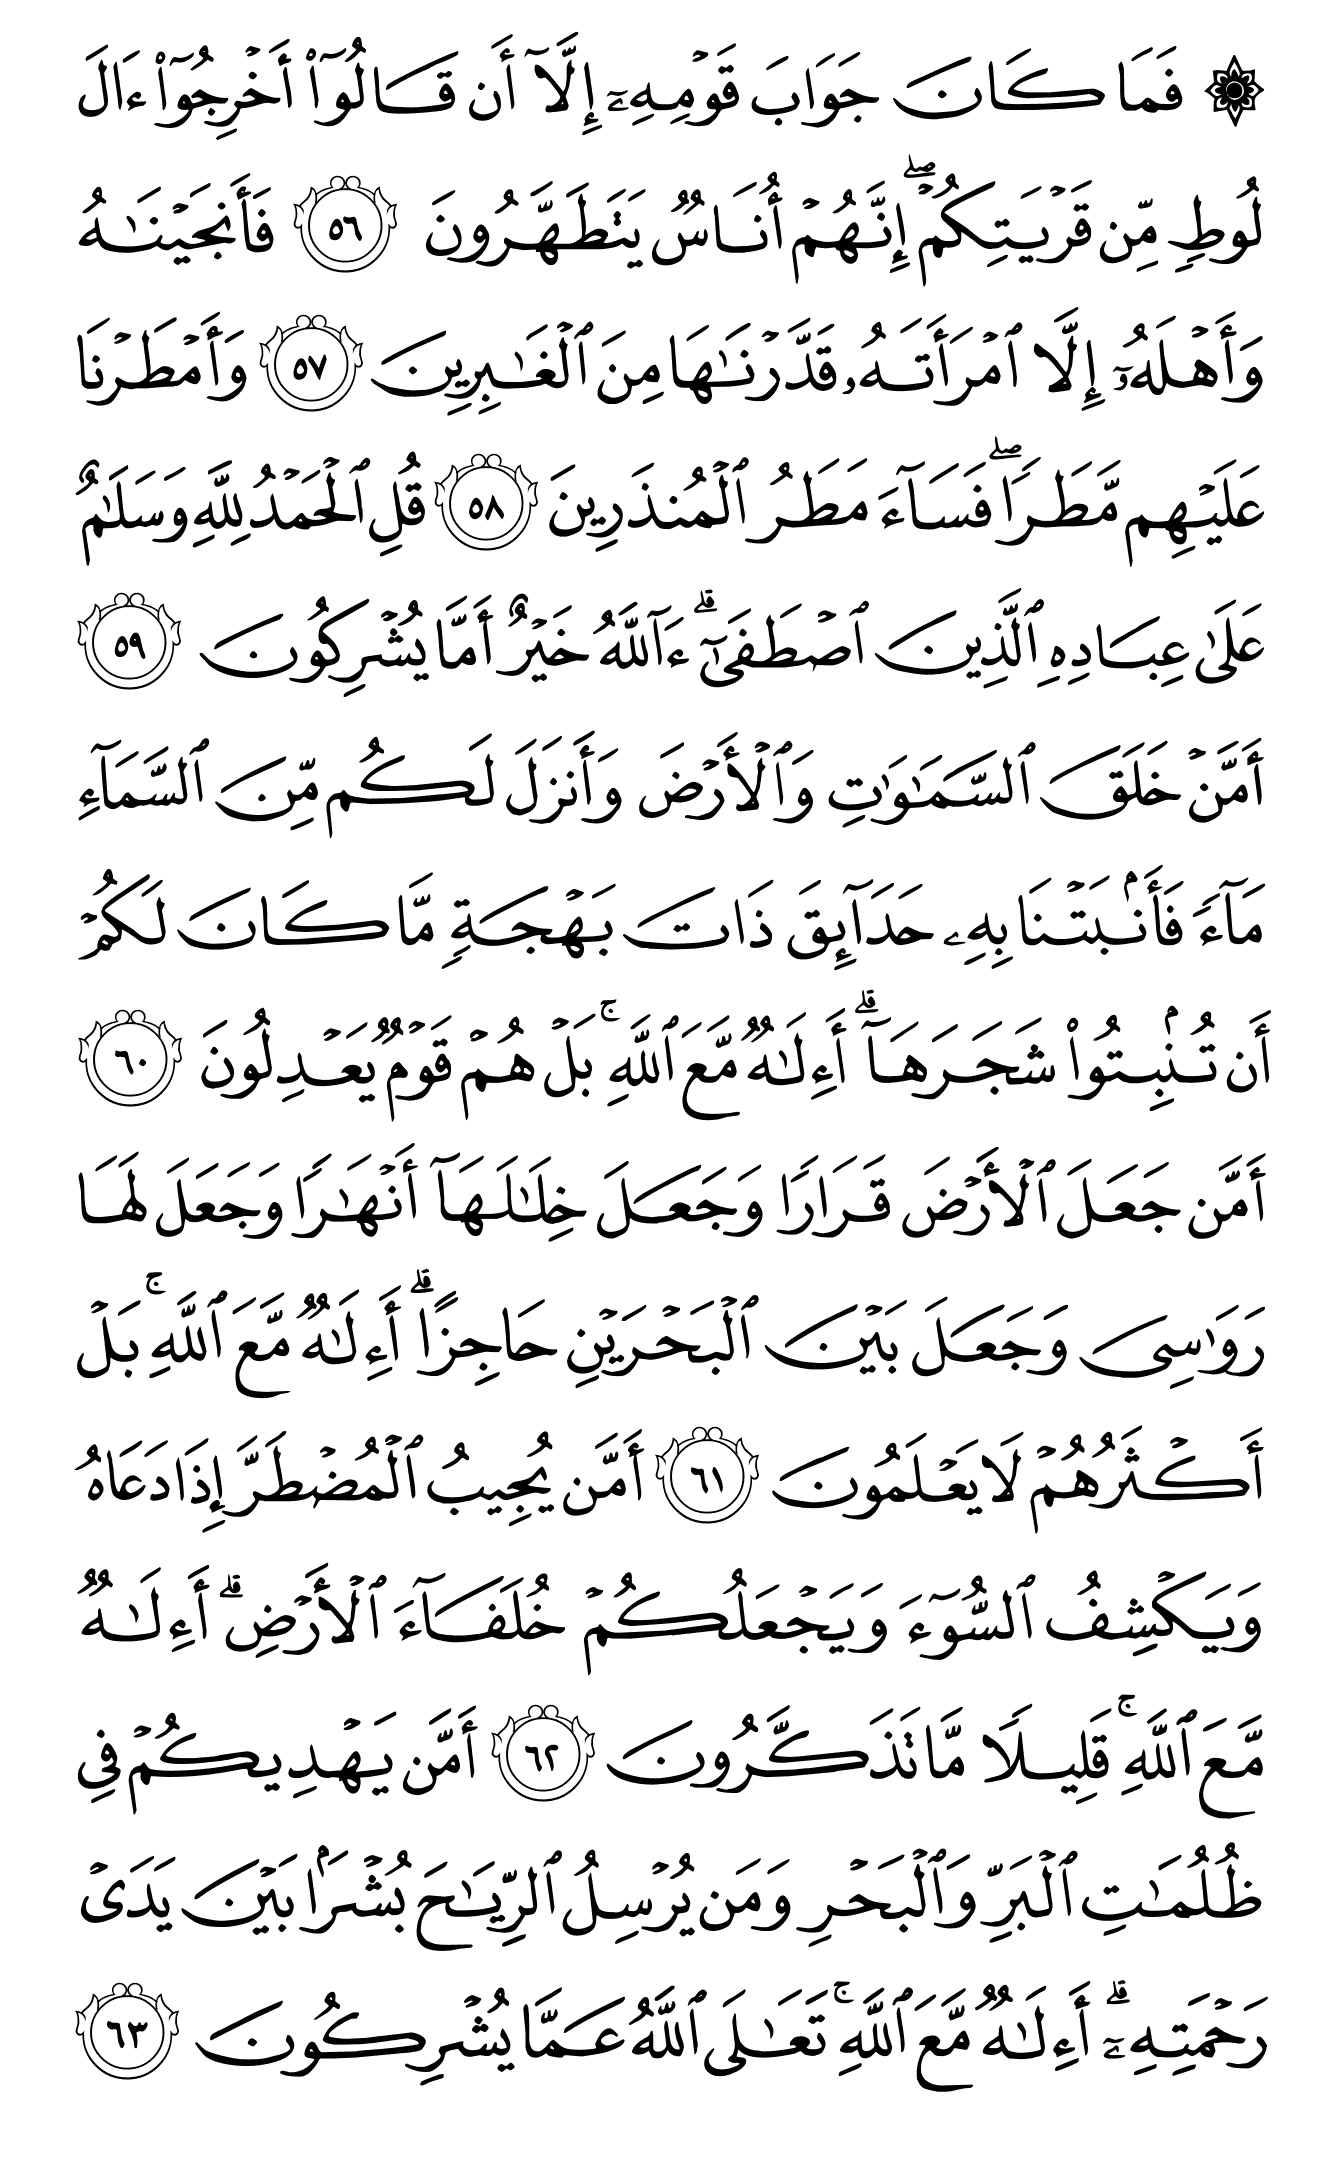 ۞ فَمَا كَانَ جَوَابَ قَوْمِهِۦٓ إِلَّآ أَن قَالُوٓا۟ أَخْرِجُوٓا۟ ءَالَ
لُوطٍ مِّن قَرْيَتِكُمْ ۖ إِنَّهُمْ أُنَاسٌ يَتَطَهَّرُونَ ٥٦ فَأَنجَيْنَـٰهُ
وَأَهْلَهُۥٓ إِلَّا ٱمْرَأَتَهُۥ قَدَّرْنَـٰهَا مِنَ ٱلْغَـٰبِرِينَ ٥٧ وَأَمْطَرْنَا
عَلَيْهِم مَّطَرًا ۖ فَسَآءَ مَطَرُ ٱلْمُنذَرِينَ ٥٨ قُلِ ٱلْحَمْدُ لِلَّهِ وَسَلَـٰمٌ
عَلَىٰ عِبَادِهِ ٱلَّذِينَ ٱصْطَفَىٰٓ ۗ ءَآللَّهُ خَيْرٌ أَمَّا يُشْرِكُونَ ٥٩
أَمَّنْ خَلَقَ ٱلسَّمَـٰوَٰتِ وَٱلْأَرْضَ وَأَنزَلَ لَكُم مِّنَ ٱلسَّمَآءِ
مَآءً فَأَنۢبَتْنَا بِهِۦ حَدَآئِقَ ذَاتَ بَهْجَةٍ مَّا كَانَ لَكُمْ
أَن تُنۢبِتُوا۟ شَجَرَهَآ ۗ أَءِلَـٰهٌ مَّعَ ٱللَّهِ ۚ بَلْ هُمْ قَوْمٌ يَعْدِلُونَ ٦٠
أَمَّن جَعَلَ ٱلْأَرْضَ قَرَارًا وَجَعَلَ خِلَـٰلَهَآ أَنْهَـٰرًا وَجَعَلَ لَهَا
رَوَٰسِىَ وَجَعَلَ بَيْنَ ٱلْبَحْرَيْنِ حَاجِزًا ۗ أَءِلَـٰهٌ مَّعَ ٱللَّهِ ۚ بَلْ
أَكْثَرُهُمْ لَا يَعْلَمُونَ ٦١ أَمَّن يُجِيبُ ٱلْمُضْطَرَّ إِذَا دَعَاهُ
وَيَكْشِفُ ٱلسُّوٓءَ وَيَجْعَلُكُمْ خُلَفَآءَ ٱلْأَرْضِ ۗ أَءِلَـٰهٌ
مَّعَ ٱللَّهِ ۚ قَلِيلًا مَّا تَذَكَّرُونَ ٦٢ أَمَّن يَهْدِيكُمْ فِى
ظُلُمَـٰتِ ٱلْبَرِّ وَٱلْبَحْرِ وَمَن يُرْسِلُ ٱلرِّيَـٰحَ بُشْرًۢا بَيْنَ يَدَىْ
رَحْمَتِهِۦٓ ۗ أَءِلَـٰهٌ مَّعَ ٱللَّهِ ۚ تَعَـٰلَى ٱللَّهُ عَمَّا يُشْرِكُونَ ٦٣